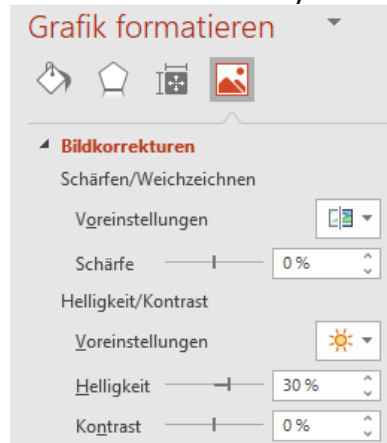 Grafik formatieren
Bildkorrekturen
Schärfen/Weichzeichnen
Voreinstellungen
Schärfe 0 %
Helligkeit/Kontrast
Voreinstellungen
Helligkeit 30 %
Kontrast 0 %